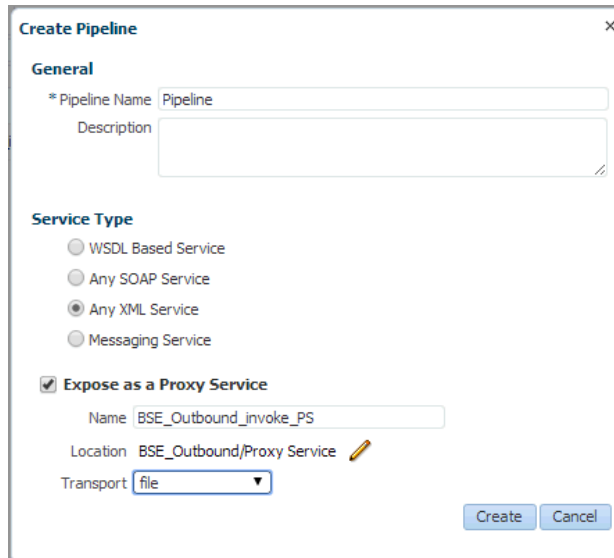 Create Pipeline
×
General
* Pipeline Name Pipeline
Description
Service Type
WSDL Based Service
Any SOAP Service
Any XML Service
Messaging Service
Expose as a Proxy Service
Name BSE_Outbound_invoke_PS
Location BSE_Outbound/Proxy Service
Transport file
Create Cancel